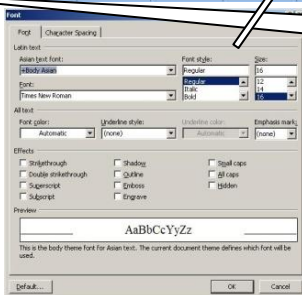 Font
Font Character Spacing
Latin text
Asian text font: Font style: Size:
+Body Asian Regular 16
Regular 12
Font: Italic 14
Times New Roman Bold 16
All text
Font color: Underline style: Underline color: Emphasis mark:
Automatic (none) Automatic (none)
Effects
Strikethrough Shadow Small caps
Double strikethrough Outline All caps
Superscript Emboss Hidden
Subscript Engrave
Preview
AaBbCcYyZz
This is the body theme font for Asian text. The current document theme defines which font will be
used.
Default... OK Cancel